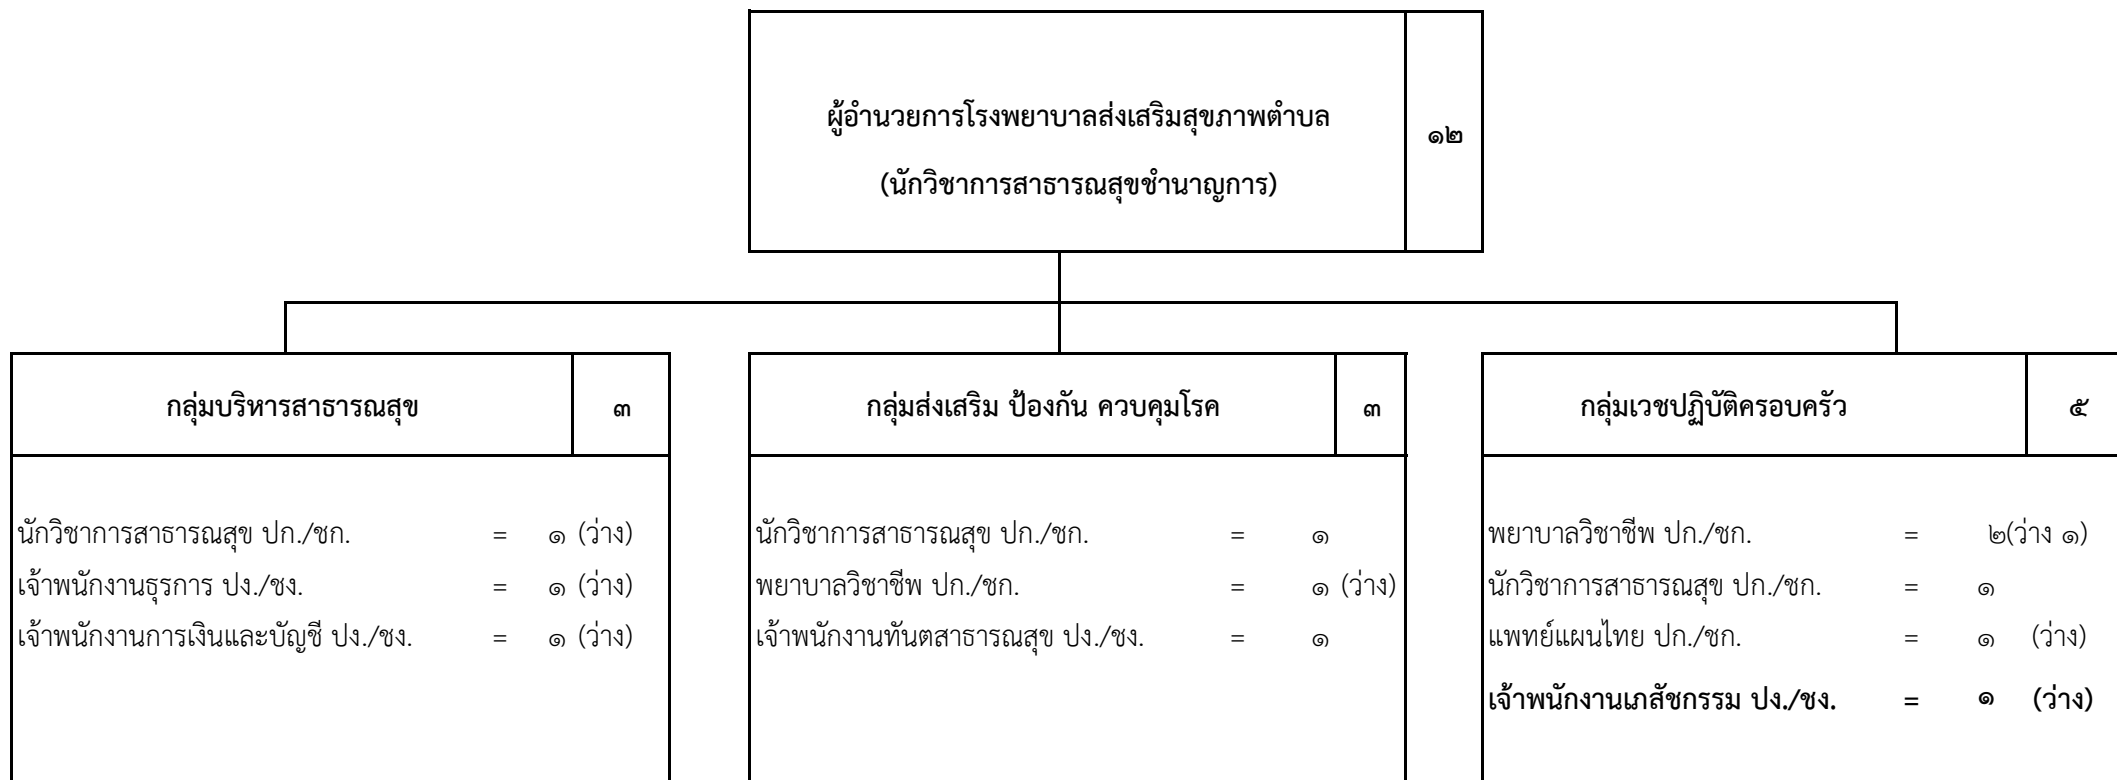 ผู้อำนวยการโรงพยาบาลส่งเสริมสุขภาพตำบล
(นักวิชาการสาธารณสุขชำนาญการ)
๑๒
กลุ่มบริหารสาธารณสุข ๓
นักวิชาการสาธารณสุข ปก./ชก. = ๑ (ว่าง)
เจ้าพนักงานธุรการ ปง./ชง. = ๑ (ว่าง)
เจ้าพนักงานการเงินและบัญชี ปง./ชง. = ๑ (ว่าง)
กลุ่มส่งเสริม ป้องกัน ควบคุมโรค ๓
นักวิชาการสาธารณสุข ปก./ชก. = ๑
พยาบาลวิชาชีพ ปก./ชก. = ๑ (ว่าง)
เจ้าพนักงานทันตสาธารณสุข ปง./ชง. = ๑
กลุ่มเวชปฏิบัติครอบครัว ๕
พยาบาลวิชาชีพ ปก./ชก. = ๒(ว่าง ๑)
นักวิชาการสาธารณสุข ปก./ชก. = ๑
แพทย์แผนไทย ปก./ชก. = ๑ (ว่าง)
เจ้าพนักงานเภสัชกรรม ปง./ชง. = ๑ (ว่าง)